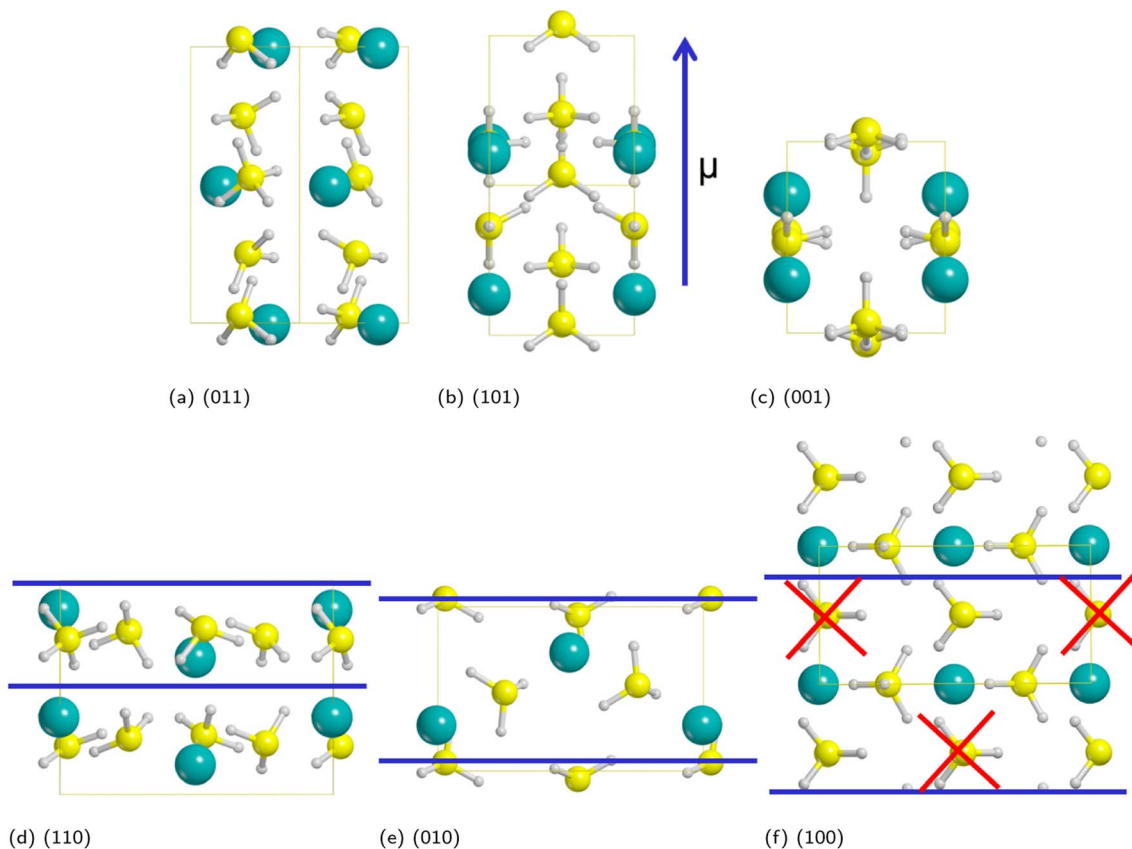 μ
(a) (011)
(b) (101)
(c) (001)
(d) (110)
(e) (010)
(f) (100)